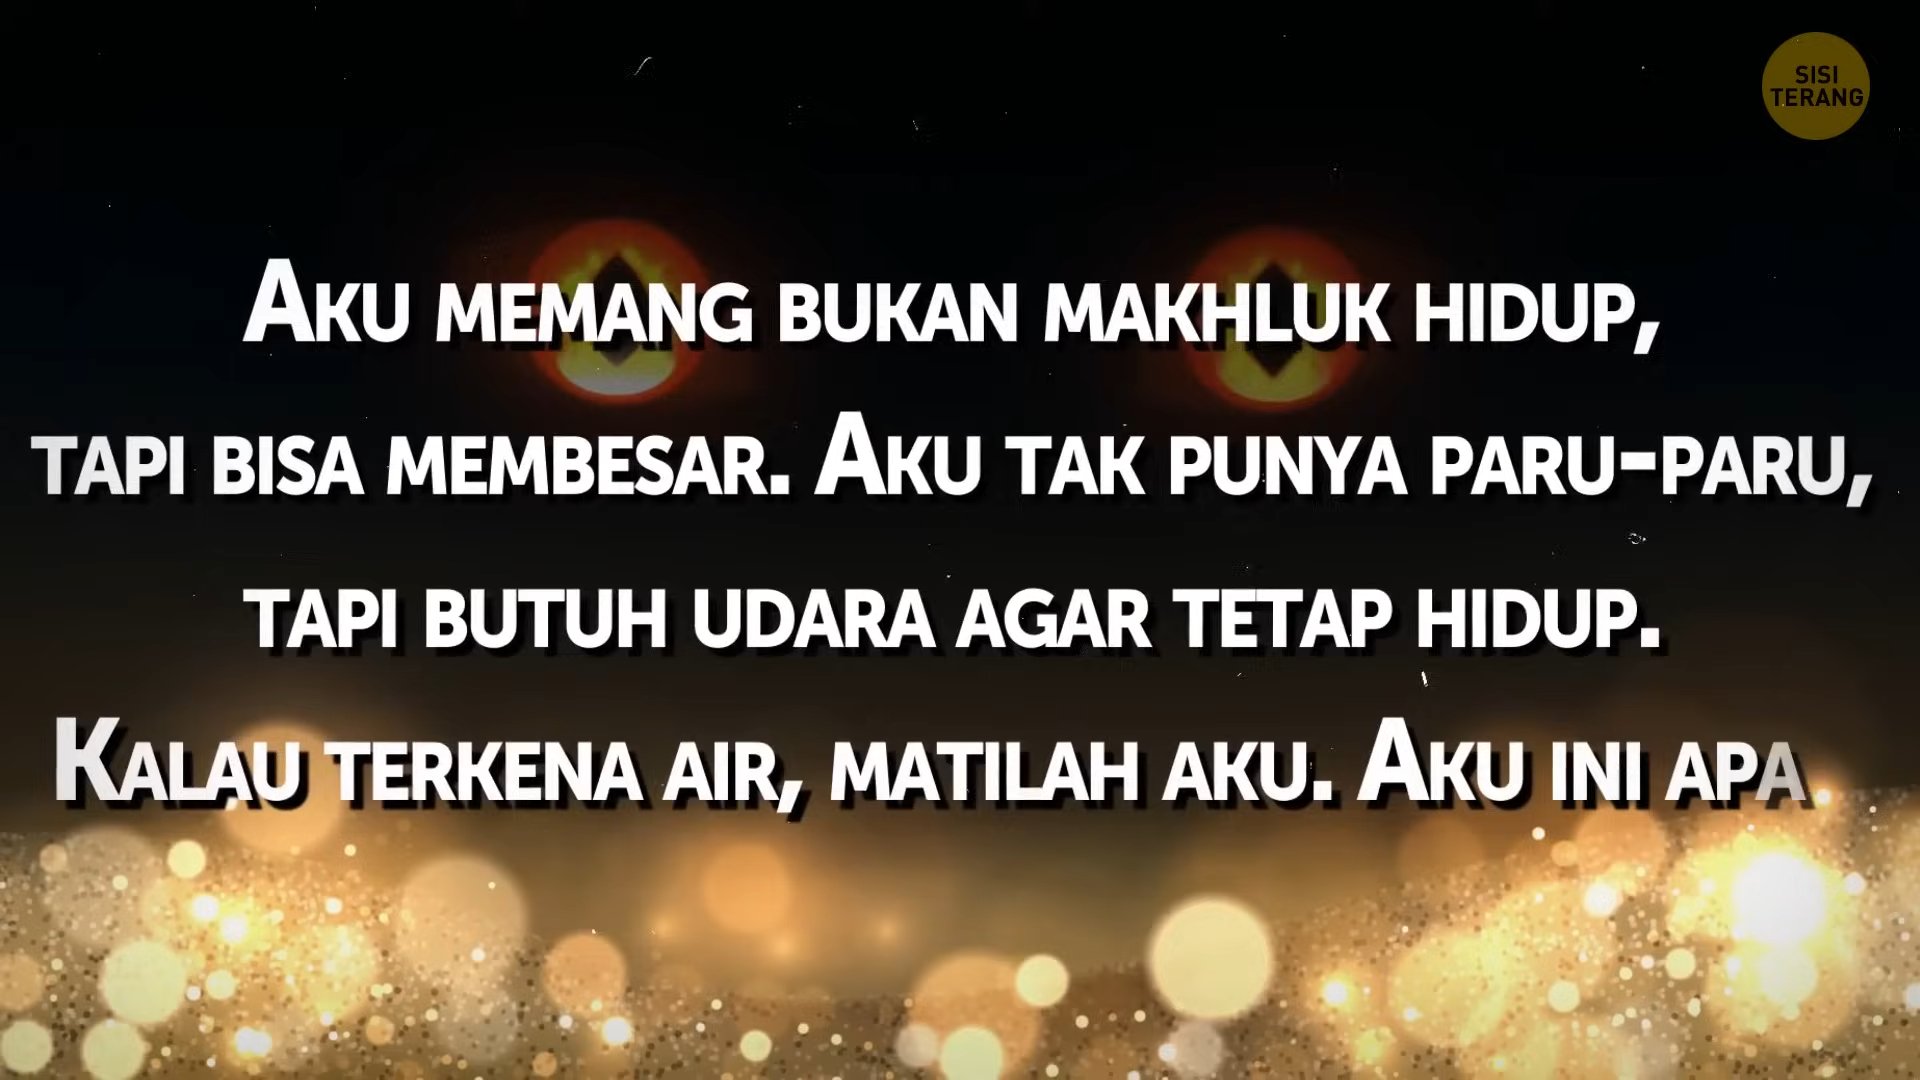 SISI
TERANG
Aku memang bukan makhluk hidup,
tapi bisa membesar. Aku tak punya paru-paru,
tapi butuh udara agar tetap hidup.
Kalau terkena air, matilah aku. Aku ini apa